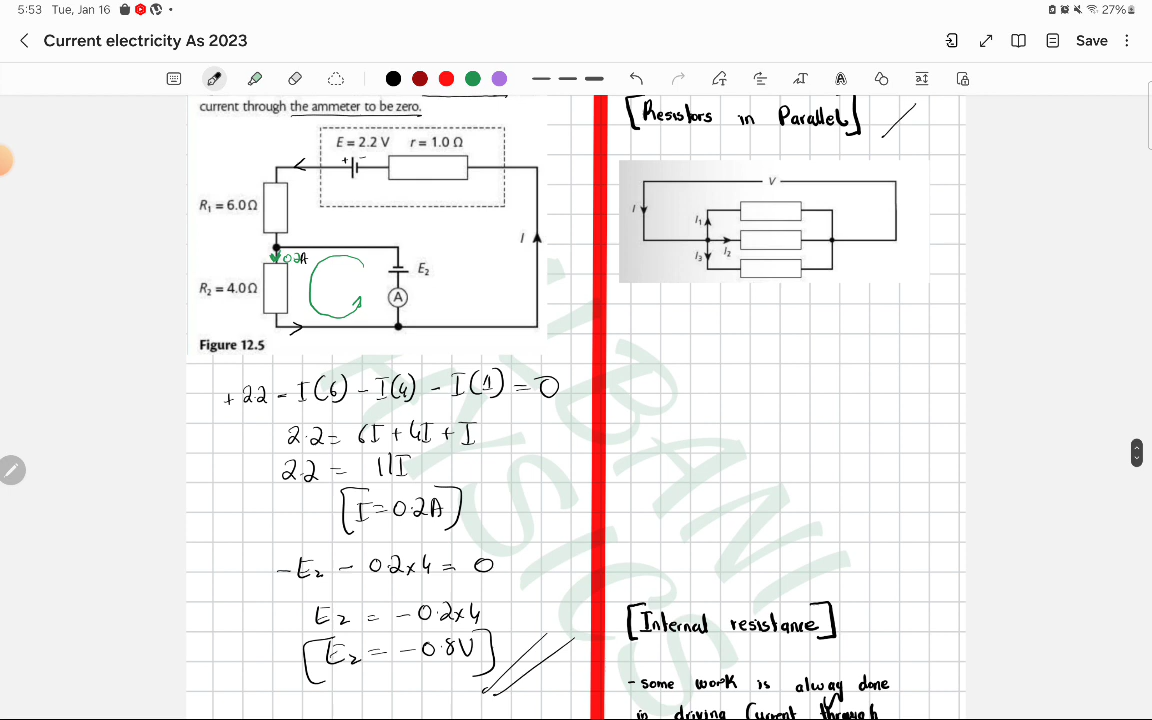 5:53 Tue, Jan 16
27%
Current electricity As 2023
Save
current through the ammeter to be zero.
E = 2.2 V r = 1.0 Ω
+ -
R₁ = 6.0Ω
I
0.2A
E₂
R₂ = 4.0Ω
A
Figure 12.5
+ 2.2 - I(6) - I(4) - I(1) = 0
2.2 = 6I + 4I + I
2.2 = 11I
[I = 0.2A]
- E₂ - 0.2×4 = 0
E₂ = - 0.2×4
[E₂ = - 0.8V]
[Resistors in Parallel]
V
I
I₁
I₂
I₃
[Internal resistance]
- some work is alway done
in driving Current through